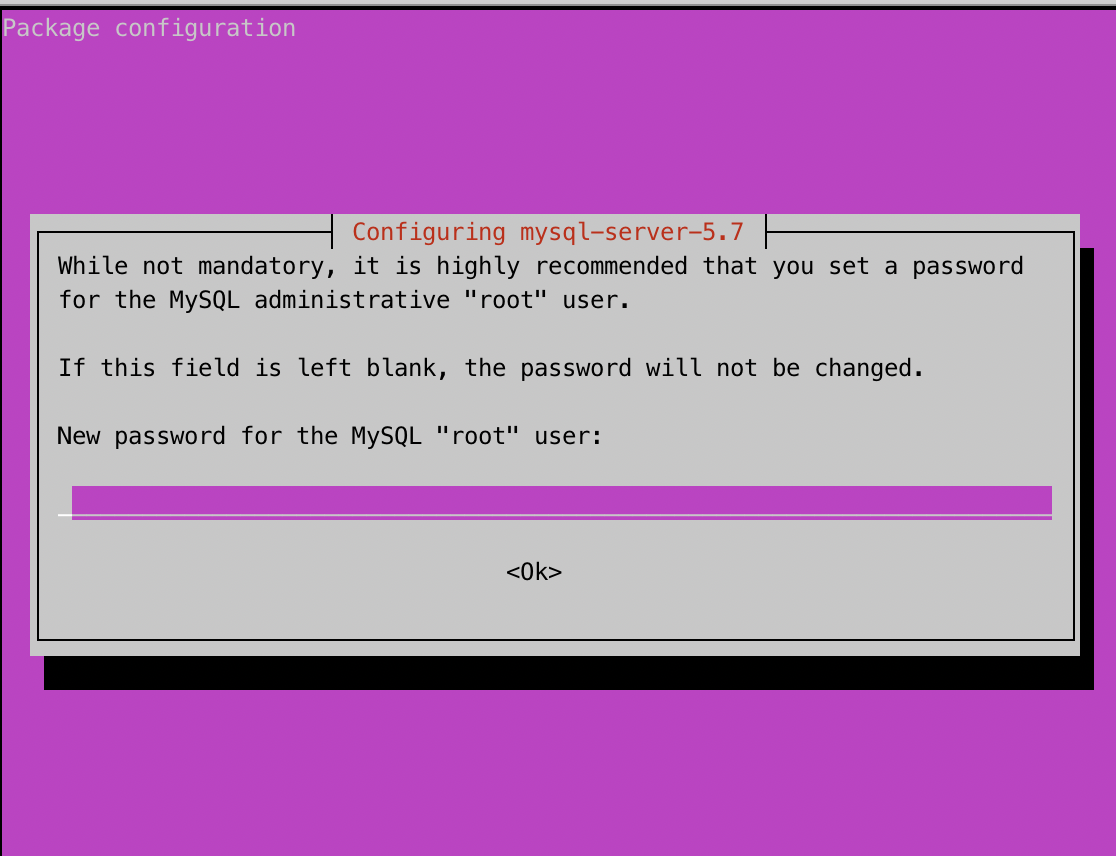 Package configuration
Configuring mysql-server-5.7
While not mandatory, it is highly recommended that you set a password
for the MySQL administrative "root" user.
If this field is left blank, the password will not be changed.
New password for the MySQL "root" user:
<Ok>